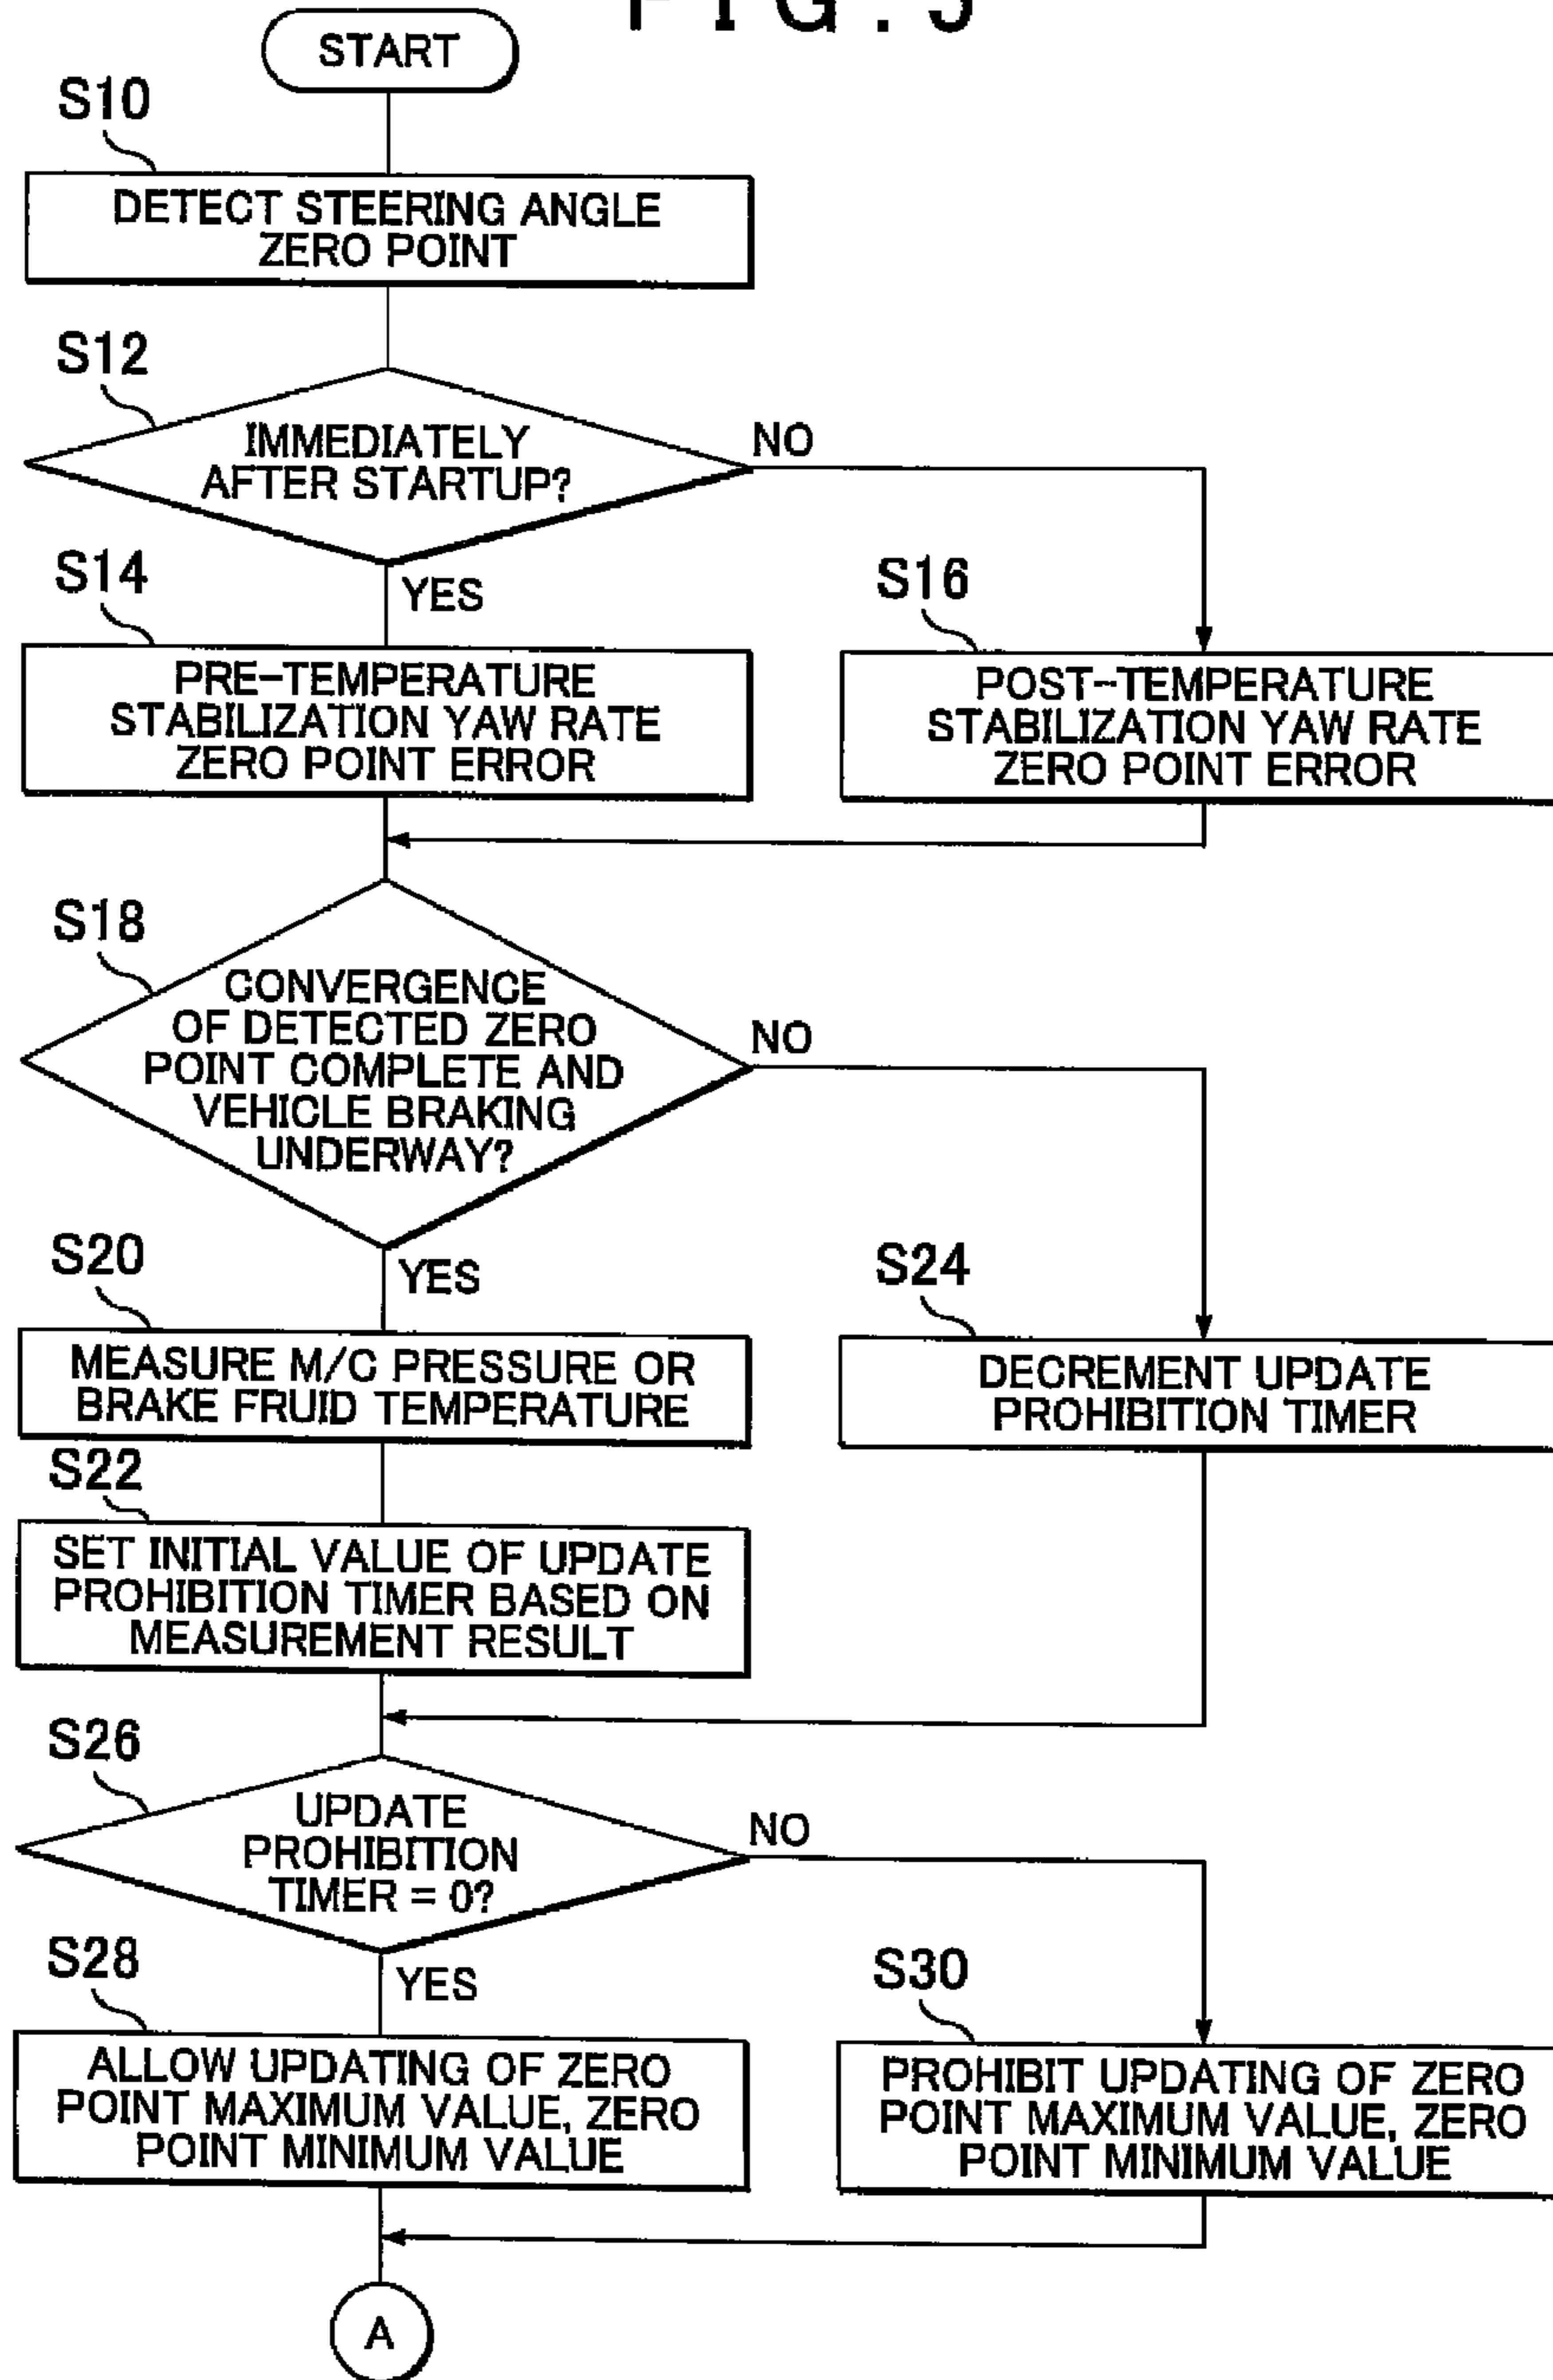 START
S10
DETECT STEERING ANGLE
ZERO POINT
S12
IMMEDIATELY
AFTER STARTUP?
NO
YES
S14
PRE-TEMPERATURE
STABILIZATION YAW RATE
ZERO POINT ERROR
S16
POST-TEMPERATURE
STABILIZATION YAW RATE
ZERO POINT ERROR
S18
CONVERGENCE
OF DETECTED ZERO
POINT COMPLETE AND
VEHICLE BRAKING
UNDERWAY?
NO
YES
S20
MEASURE M/C PRESSURE OR
BRAKE FRUID TEMPERATURE
S24
DECREMENT UPDATE
PROHIBITION TIMER
S22
SET INITIAL VALUE OF UPDATE
PROHIBITION TIMER BASED ON
MEASUREMENT RESULT
S26
UPDATE
PROHIBITION
TIMER = 0?
NO
YES
S28
ALLOW UPDATING OF ZERO
POINT MAXIMUM VALUE, ZERO
POINT MINIMUM VALUE
S30
PROHIBIT UPDATING OF ZERO
POINT MAXIMUM VALUE, ZERO
POINT MINIMUM VALUE
A